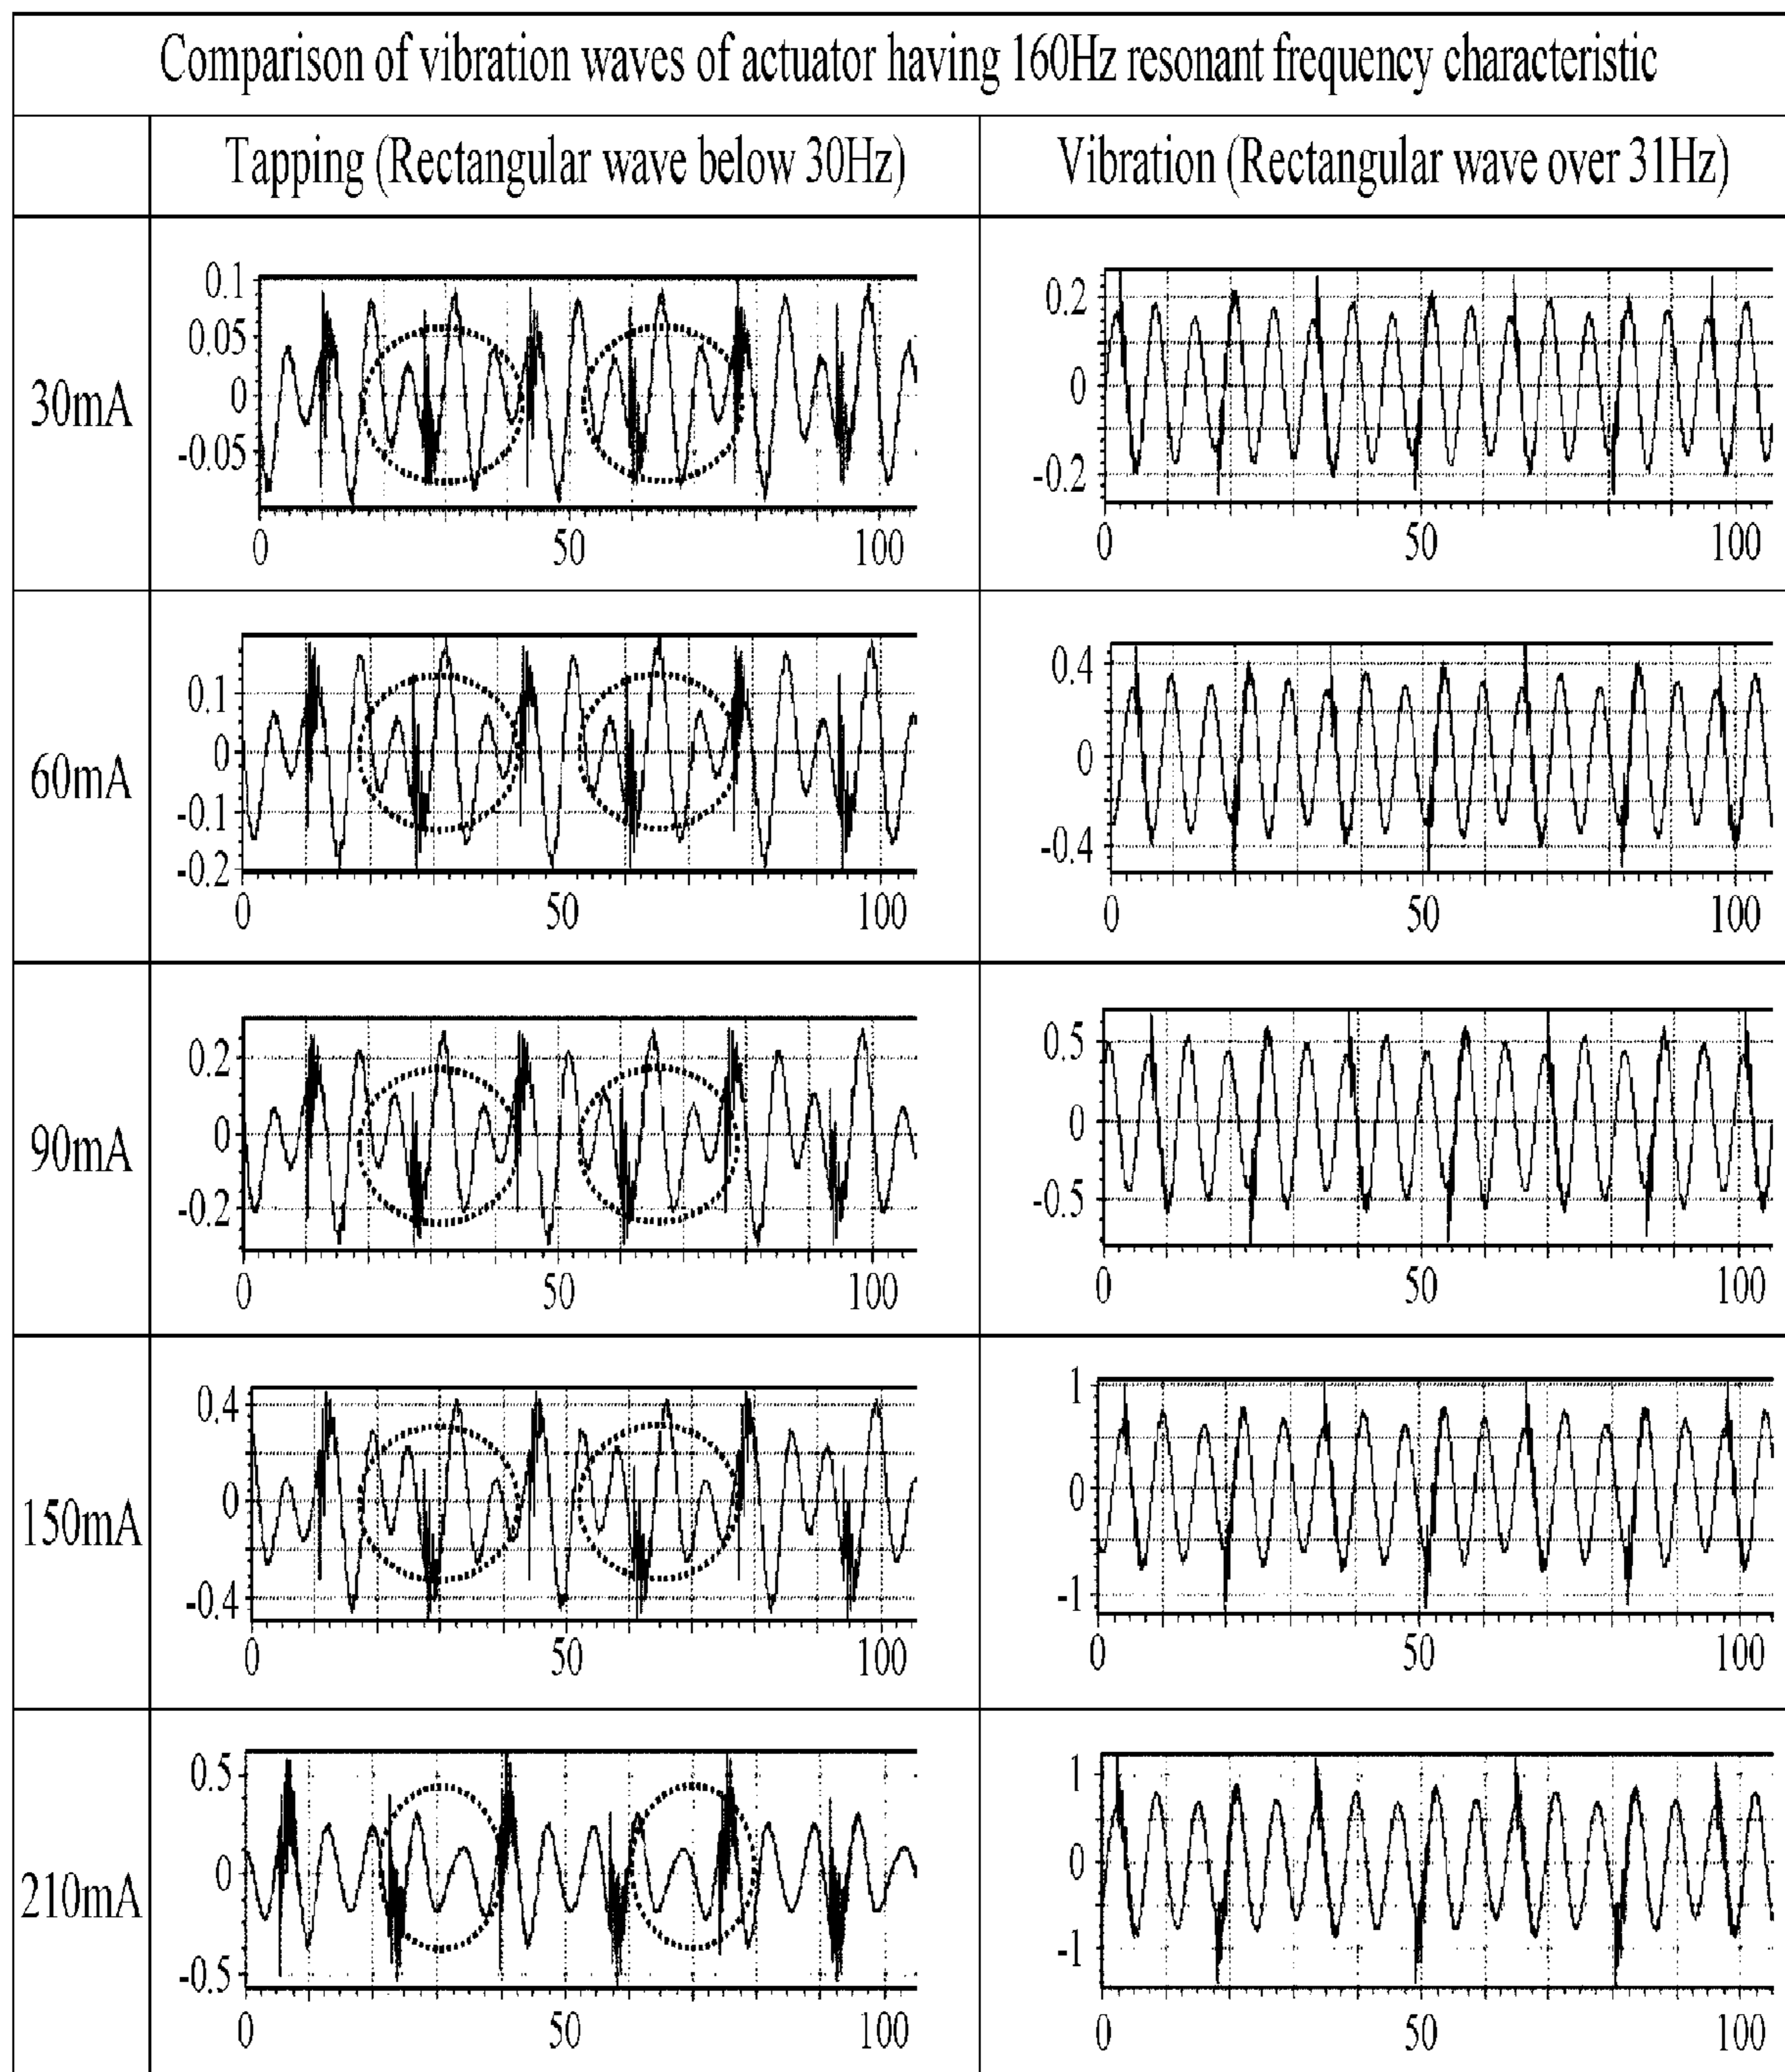 Comparison of vibration waves of actuator having 160Hz resonant frequency characteristic
Tapping (Rectangular wave below 30Hz) Vibration (Rectangular wave over 31Hz)
30mA
0.1
0.05
0
-0.05
0 50 100
0.2
0
-0.2
0 50 100
60mA
0.1
0
-0.1
-0.2
0 50 100
0.4
0
-0.4
0 50 100
90mA
0.2
0
-0.2
0 50 100
0.5
0
-0.5
0 50 100
150mA
0.4
0
-0.4
0 50 100
1
0
-1
0 50 100
210mA
0.5
0
-0.5
0 50 100
1
0
-1
0 50 100